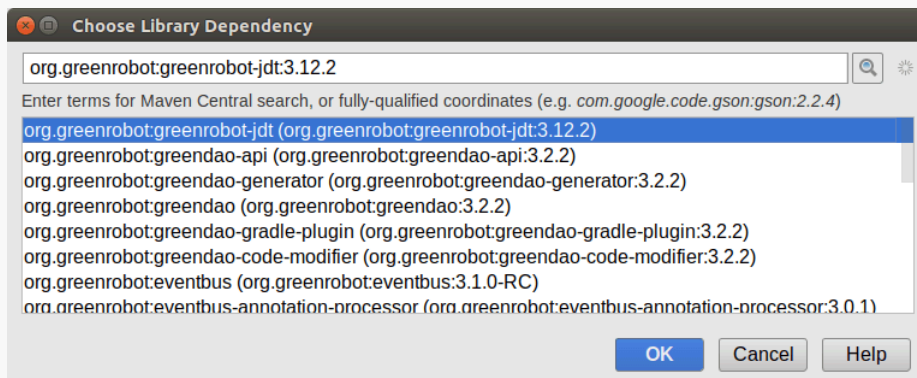 Choose Library Dependency
org.greenrobot:greenrobot-jdt:3.12.2
Enter terms for Maven Central search, or fully-qualified coordinates (e.g. com.google.code.gson:gson:2.2.4)
org.greenrobot:greenrobot-jdt (org.greenrobot:greenrobot-jdt:3.12.2)
org.greenrobot:greendao-api (org.greenrobot:greendao-api:3.2.2)
org.greenrobot:greendao-generator (org.greenrobot:greendao-generator:3.2.2)
org.greenrobot:greendao (org.greenrobot:greendao:3.2.2)
org.greenrobot:greendao-gradle-plugin (org.greenrobot:greendao-gradle-plugin:3.2.2)
org.greenrobot:greendao-code-modifier (org.greenrobot:greendao-code-modifier:3.2.2)
org.greenrobot:eventbus (org.greenrobot:eventbus:3.1.0-RC)
org.greenrobot:eventbus-annotation-processor (org.greenrobot:eventbus-annotation-processor:3.0.1)
OK Cancel Help